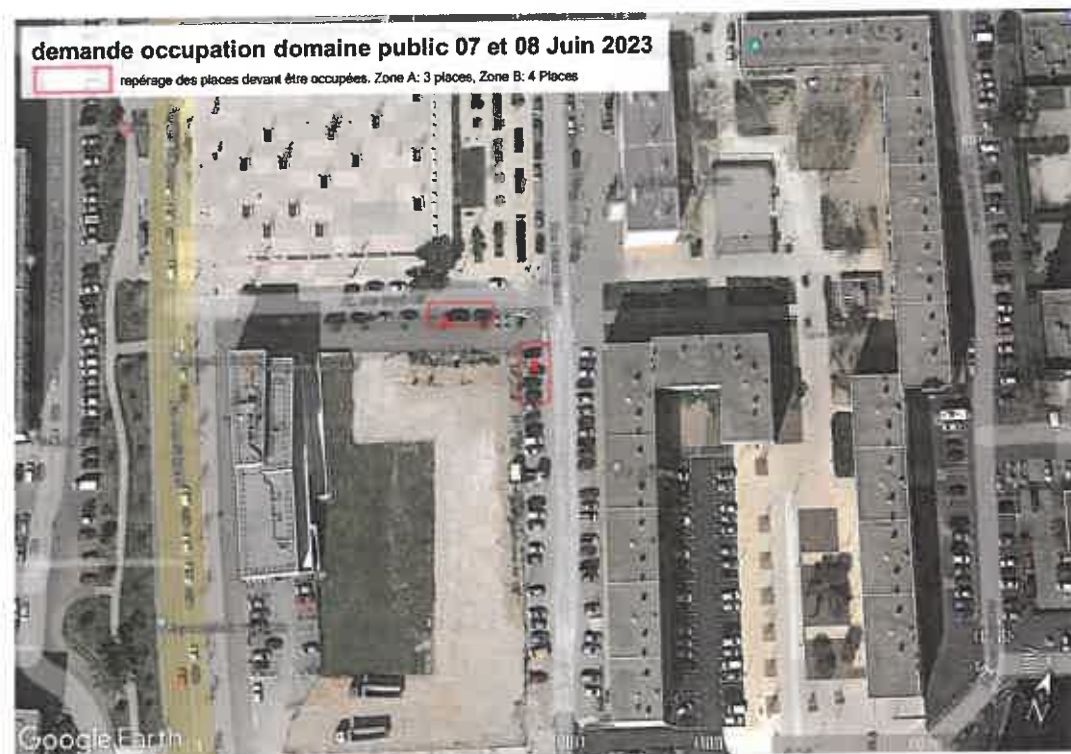 demande occupation domaine public 07 et 08 Juin 2023
repérage des places devant être occupées. Zone A: 3 places, Zone B: 4 Places
Google Earth
N